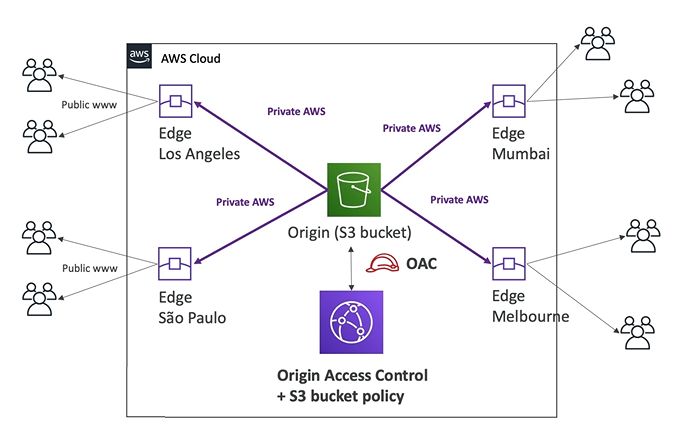 aws
AWS Cloud
Public www
Edge
Los Angeles
Private AWS
Private AWS
Edge
Mumbai
Private AWS
Private AWS
Origin (S3 bucket)
Public www
Edge
São Paulo
OAC
Edge
Melbourne
Origin Access Control
+ S3 bucket policy